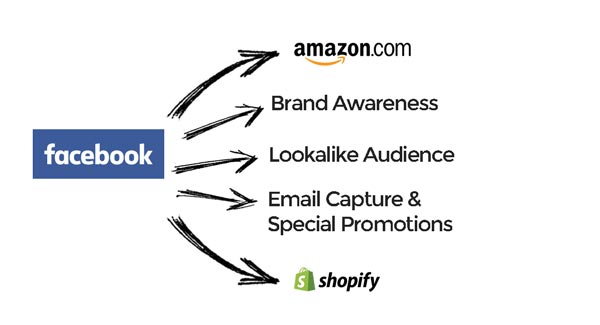 amazon.com
Brand Awareness
facebook
Lookalike Audience
Email Capture &
Special Promotions
shopify